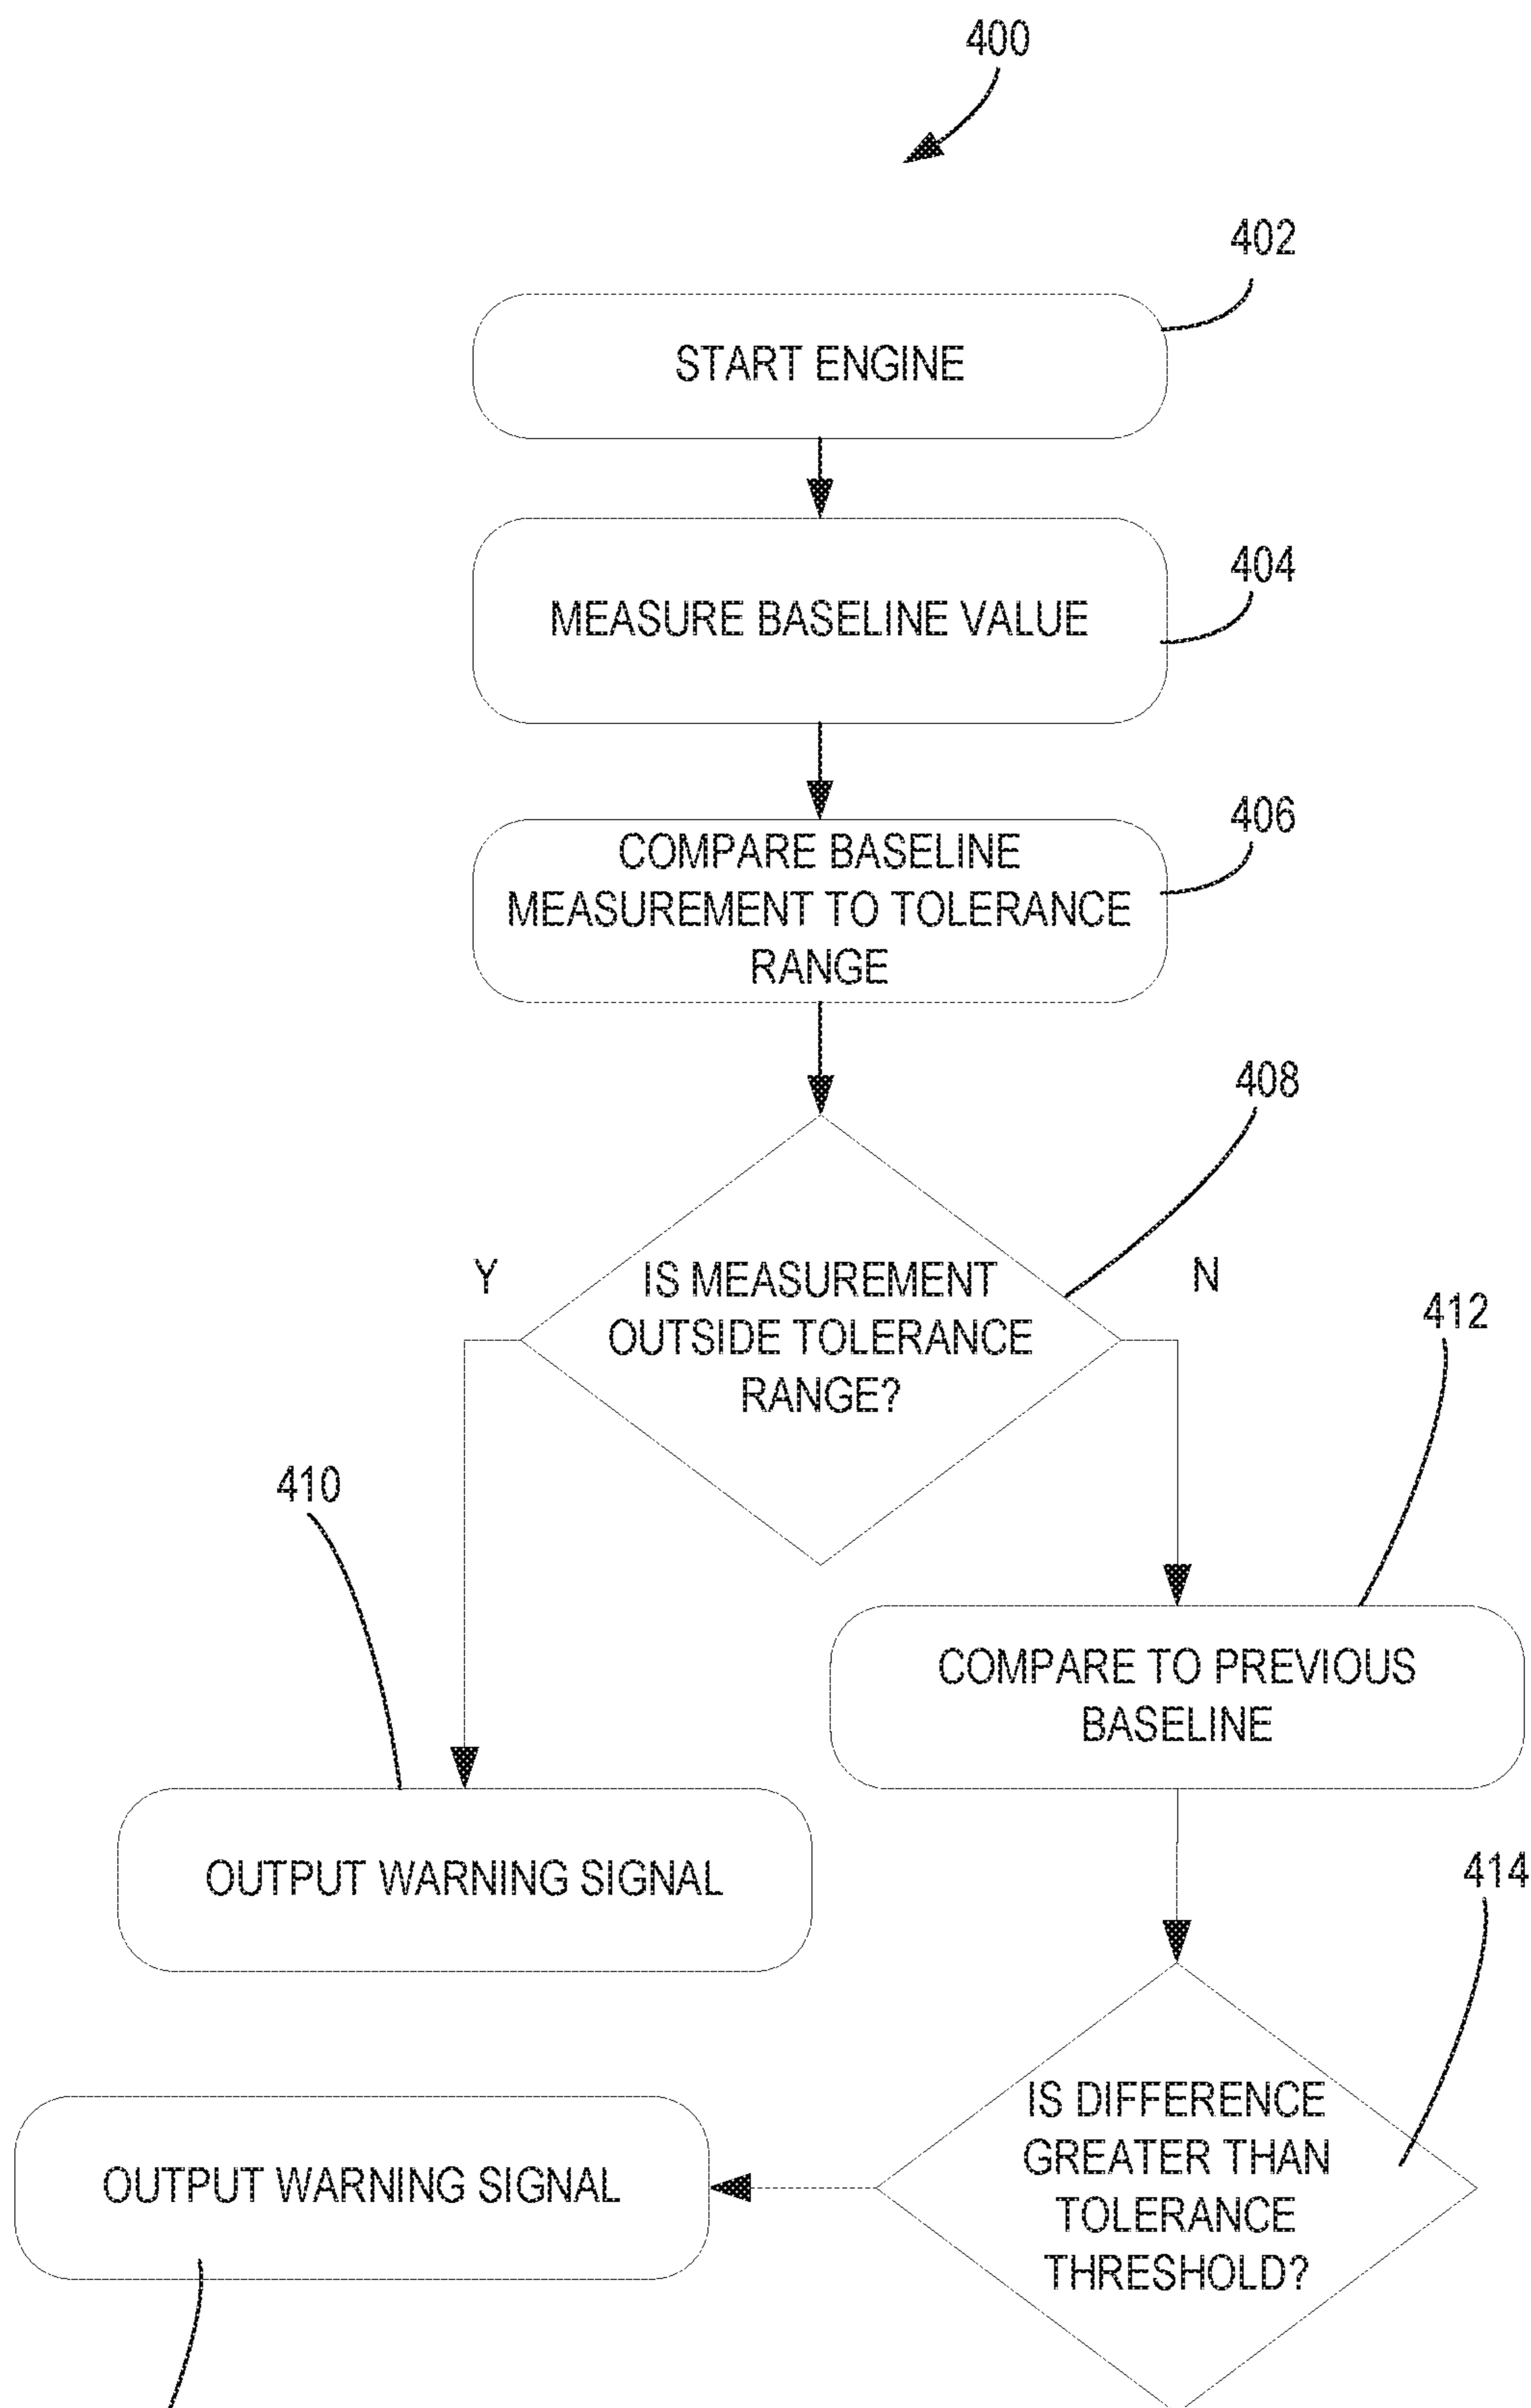 400
402
START ENGINE
404
MEASURE BASELINE VALUE
406
COMPARE BASELINE
MEASUREMENT TO TOLERANCE
RANGE
408
Y
N
IS MEASUREMENT
OUTSIDE TOLERANCE
RANGE?
412
410
COMPARE TO PREVIOUS
BASELINE
OUTPUT WARNING SIGNAL
414
IS DIFFERENCE
GREATER THAN
TOLERANCE
THRESHOLD?
OUTPUT WARNING SIGNAL